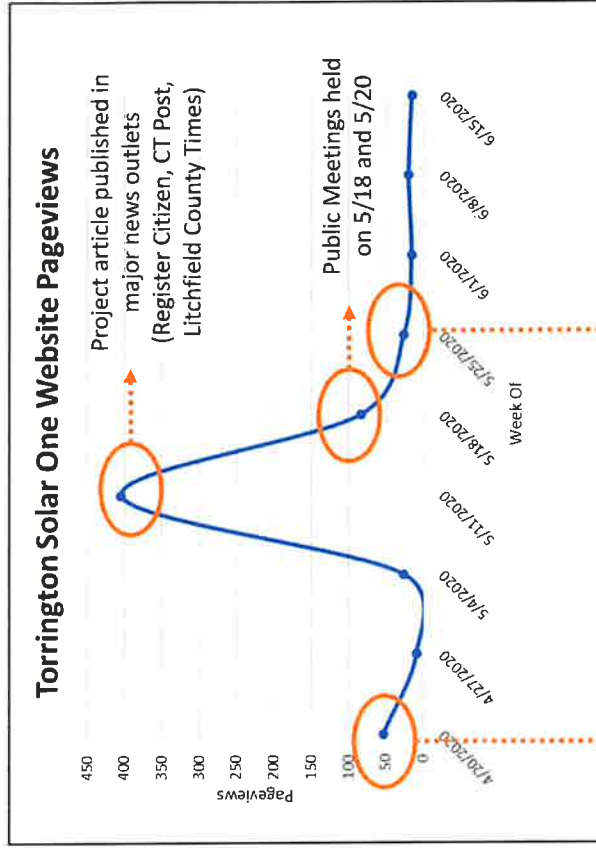 Torrington Solar One Website Pageviews
Project article published in
major news outlets
(Register Citizen, CT Post,
Litchfield County Times)
Public Meetings held
on 5/18 and 5/20
Pageviews
450
400
350
300
250
200
150
100
50
0
4/20/2020
4/27/2020
5/4/2020
5/11/2020
5/18/2020
5/25/2020
6/1/2020
6/8/2020
6/15/2020
Week Of